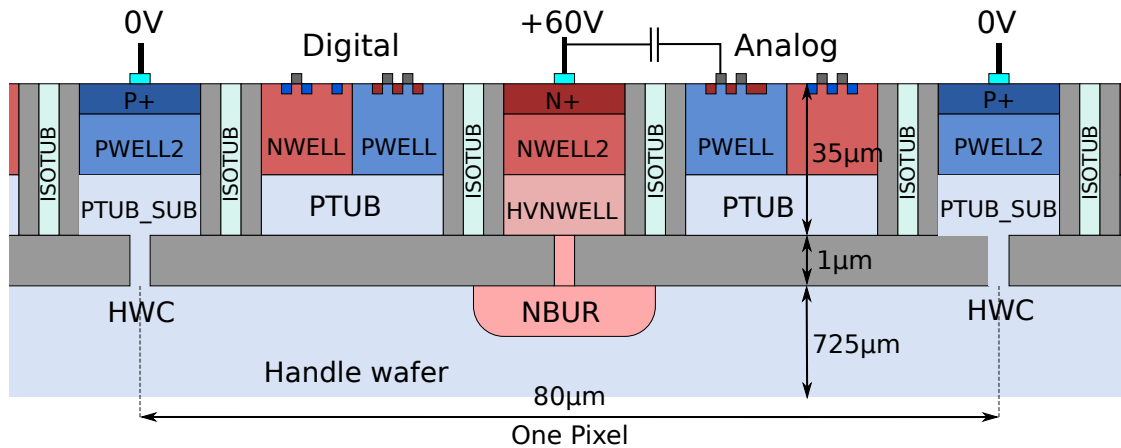 0V
+60V
0V
Digital
Analog
P+
N+
P+
ISOTUB
ISOTUB
ISOTUB
ISOTUB
ISOTUB
ISOTUB
PWELL2
NWELL
PWELL
NWELL2
PWELL
35μm
PWELL2
PTUB_SUB
PTUB
HVNWELL
PTUB
PTUB_SUB
1μm
HWC
NBUR
HWC
725μm
Handle wafer
80μm
One Pixel